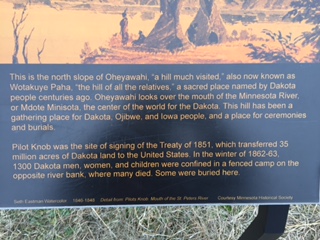 This is the north slope of Oheyawahi, "a hill much visited," also now known as
Wotakuye Paha, "the hill of all the relatives," a sacred place named by Dakota
people centuries ago. Oheyawahi looks over the mouth of the Minnesota River,
or Mdote Minisota, the center of the world for the Dakota. This hill has been a
gathering place for Dakota, Ojibwe, and Iowa people, and a place for ceremonies
and burials.
Pilot Knob was the site of signing of the Treaty of 1851, which transferred 35
million acres of Dakota land to the United States. In the winter of 1862-63,
1300 Dakota men, women, and children were confined in a fenced camp on the
opposite river bank, where many died. Some were buried here.
Seth Eastman Watercolor 1846-1848 Detail from: Pilots Knob, Mouth of the St. Peters River Courtesy Minnesota Historical Society